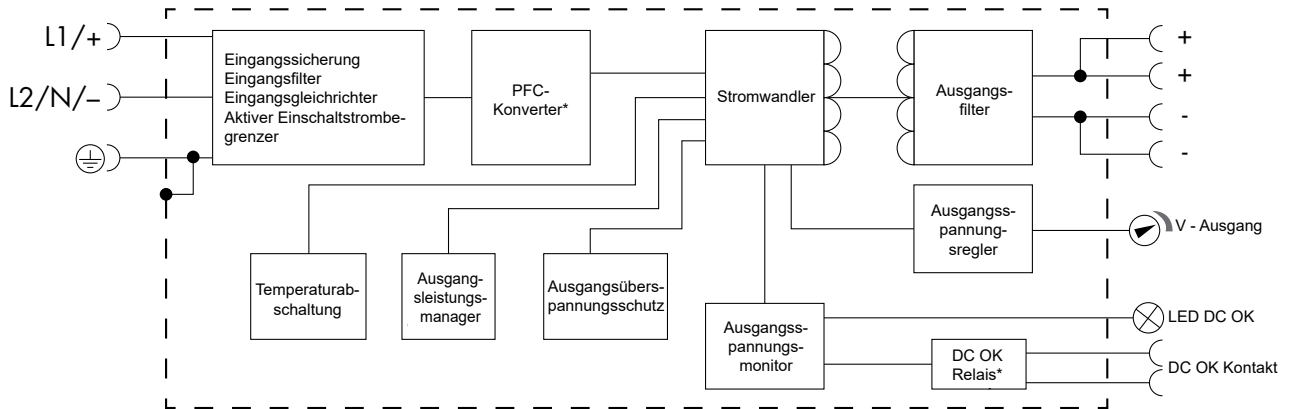 L1/+
L2/N/–
Eingangssicherung
Eingangsfilter
Eingangsgleichrichter
Aktiver Einschaltstrombe-
grenzer
PFC-
Konverter*
Stromwandler
Ausgangs-
filter
+
+
-
-
Ausgangss-
pannung-
sregler
V - Ausgang
Temperaturab-
schaltung
Ausgang-
sleistungs-
manager
Ausgangsübers-
pannungsschutz
Ausgangss-
pannungs-
monitor
LED DC OK
DC OK
Relais*
DC OK Kontakt